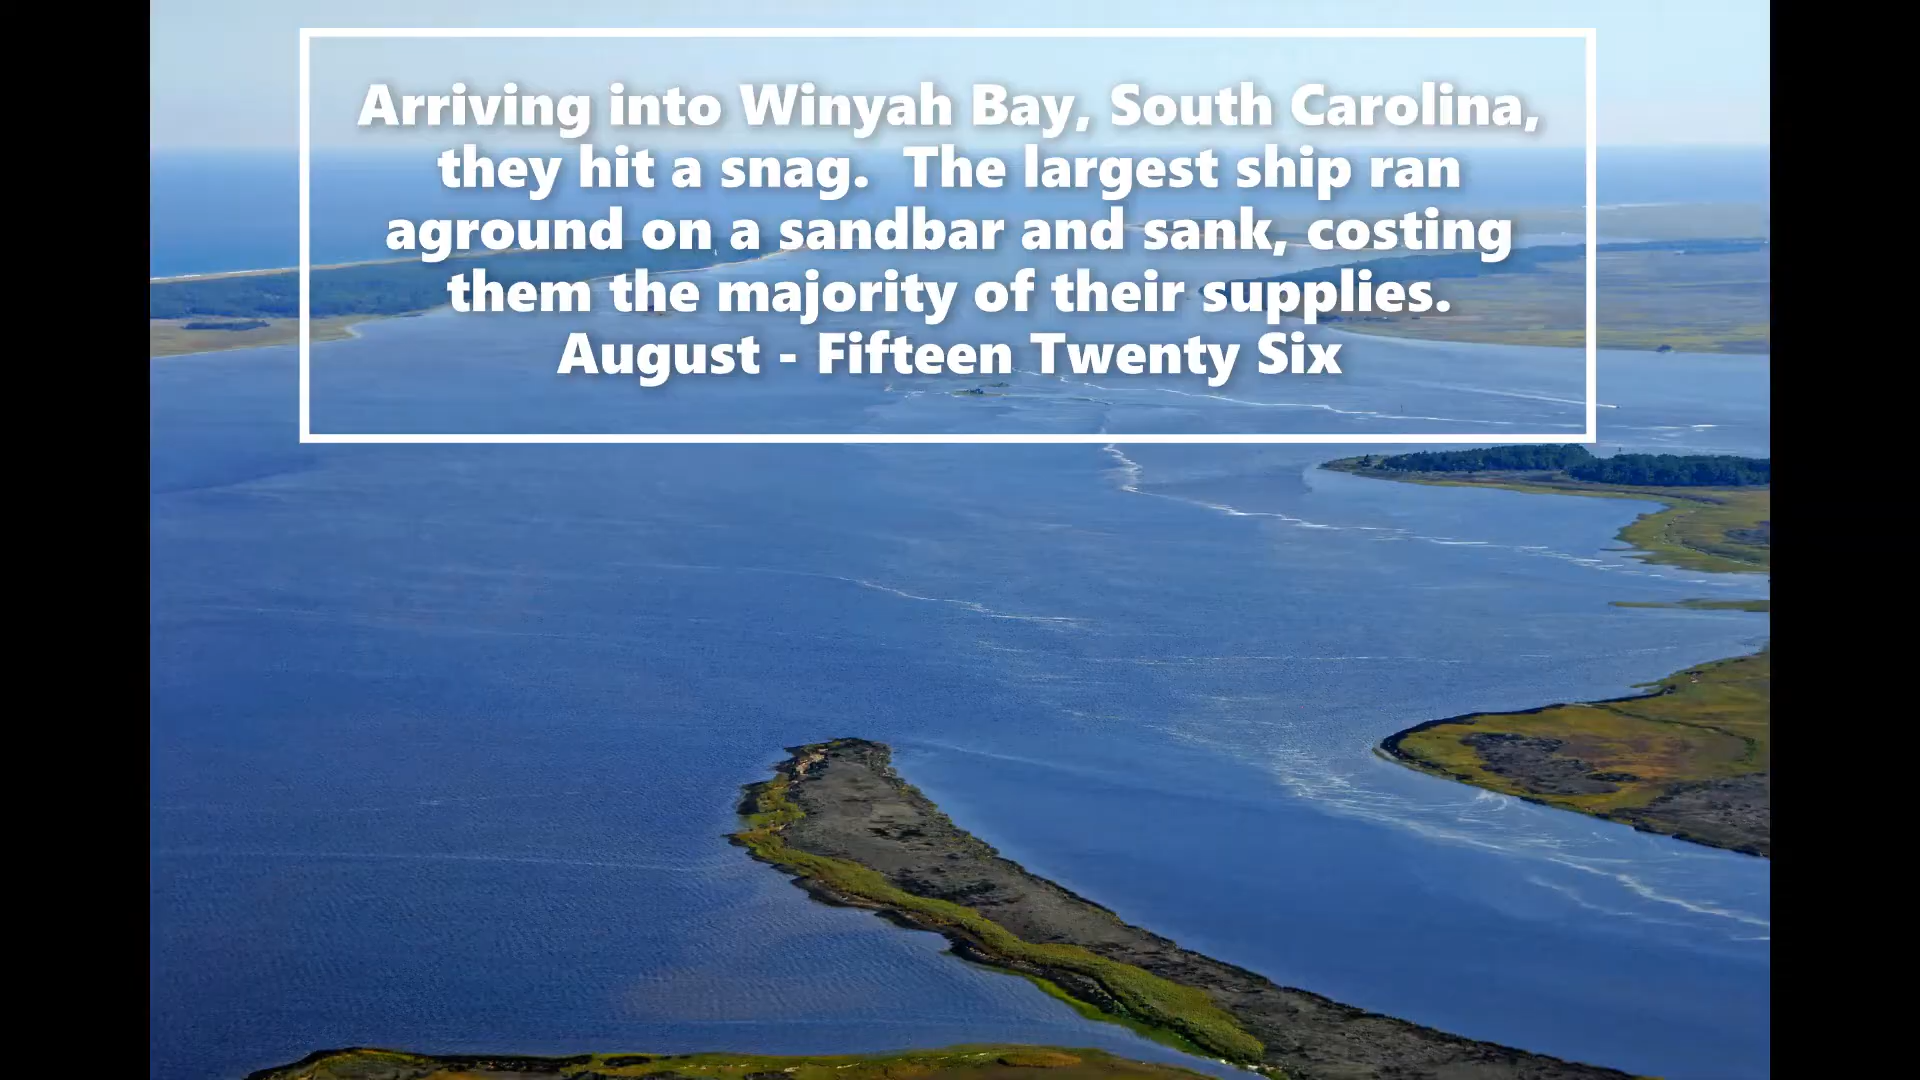 Arriving into Winyah Bay, South Carolina,
they hit a snag.  The largest ship ran
aground on a sandbar and sank, costing
them the majority of their supplies.
August - Fifteen Twenty Six